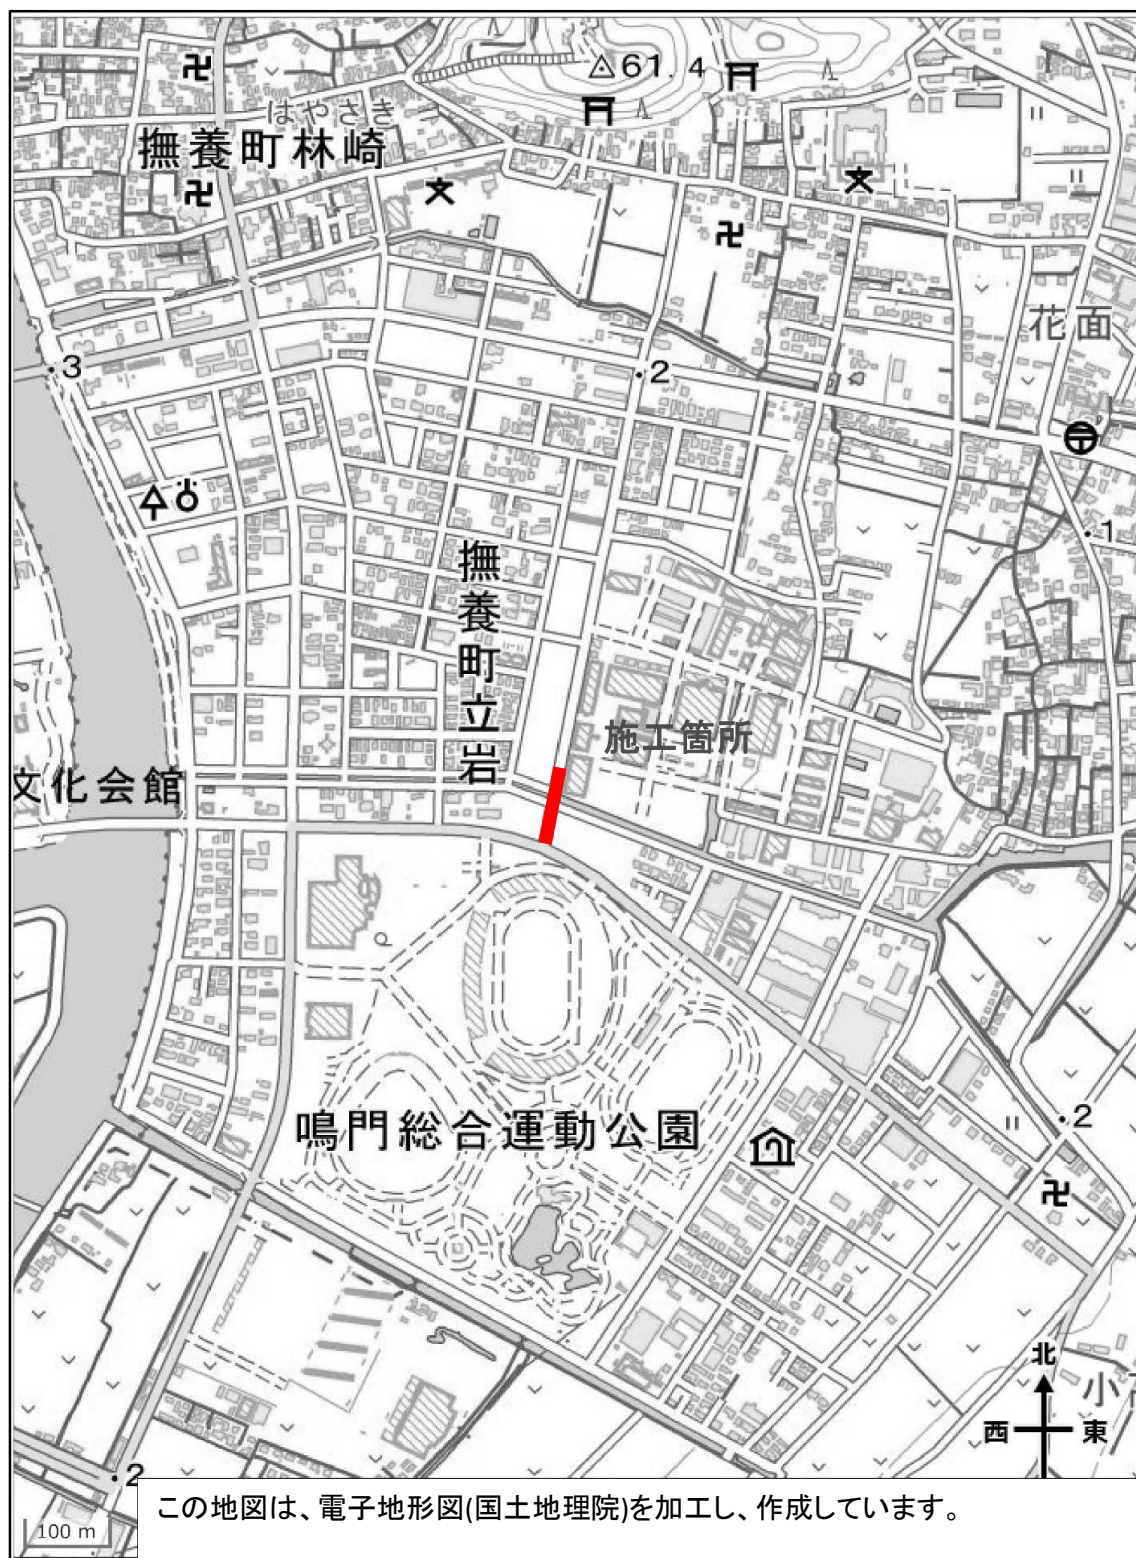 61.4
はやさき
撫養町林崎
花面
3
2
1
撫養町立岩
施工箇所
文化会館
鳴門総合運動公園
2
北
西
東
小
2
この地図は、電子地形図(国土地理院)を加工し、作成しています。
100 m